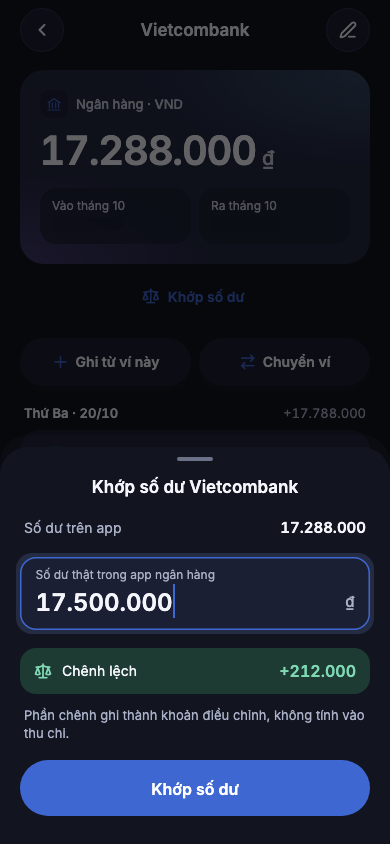 Vietcombank
Ngân hàng · VND
17.288.000 ₫
Vào tháng 10
Ra tháng 10
Khớp số dư
Ghi từ ví này
Chuyển ví
Thứ Ba · 20/10
+17.788.000
Khớp số dư Vietcombank
Số dư trên app
17.288.000
Số dư thật trong app ngân hàng
17.500.000
₫
Chênh lệch
+212.000
Phần chênh ghi thành khoản điều chỉnh, không tính vào
thu chi.
Khớp số dư